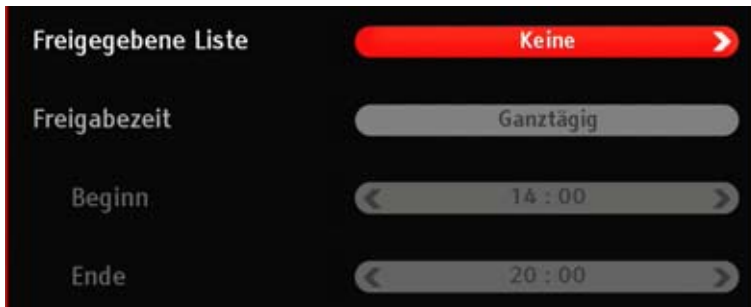 Freigegebene Liste Keine
Freigabezeit Ganztägig
Beginn 14 : 00
Ende 20 : 00